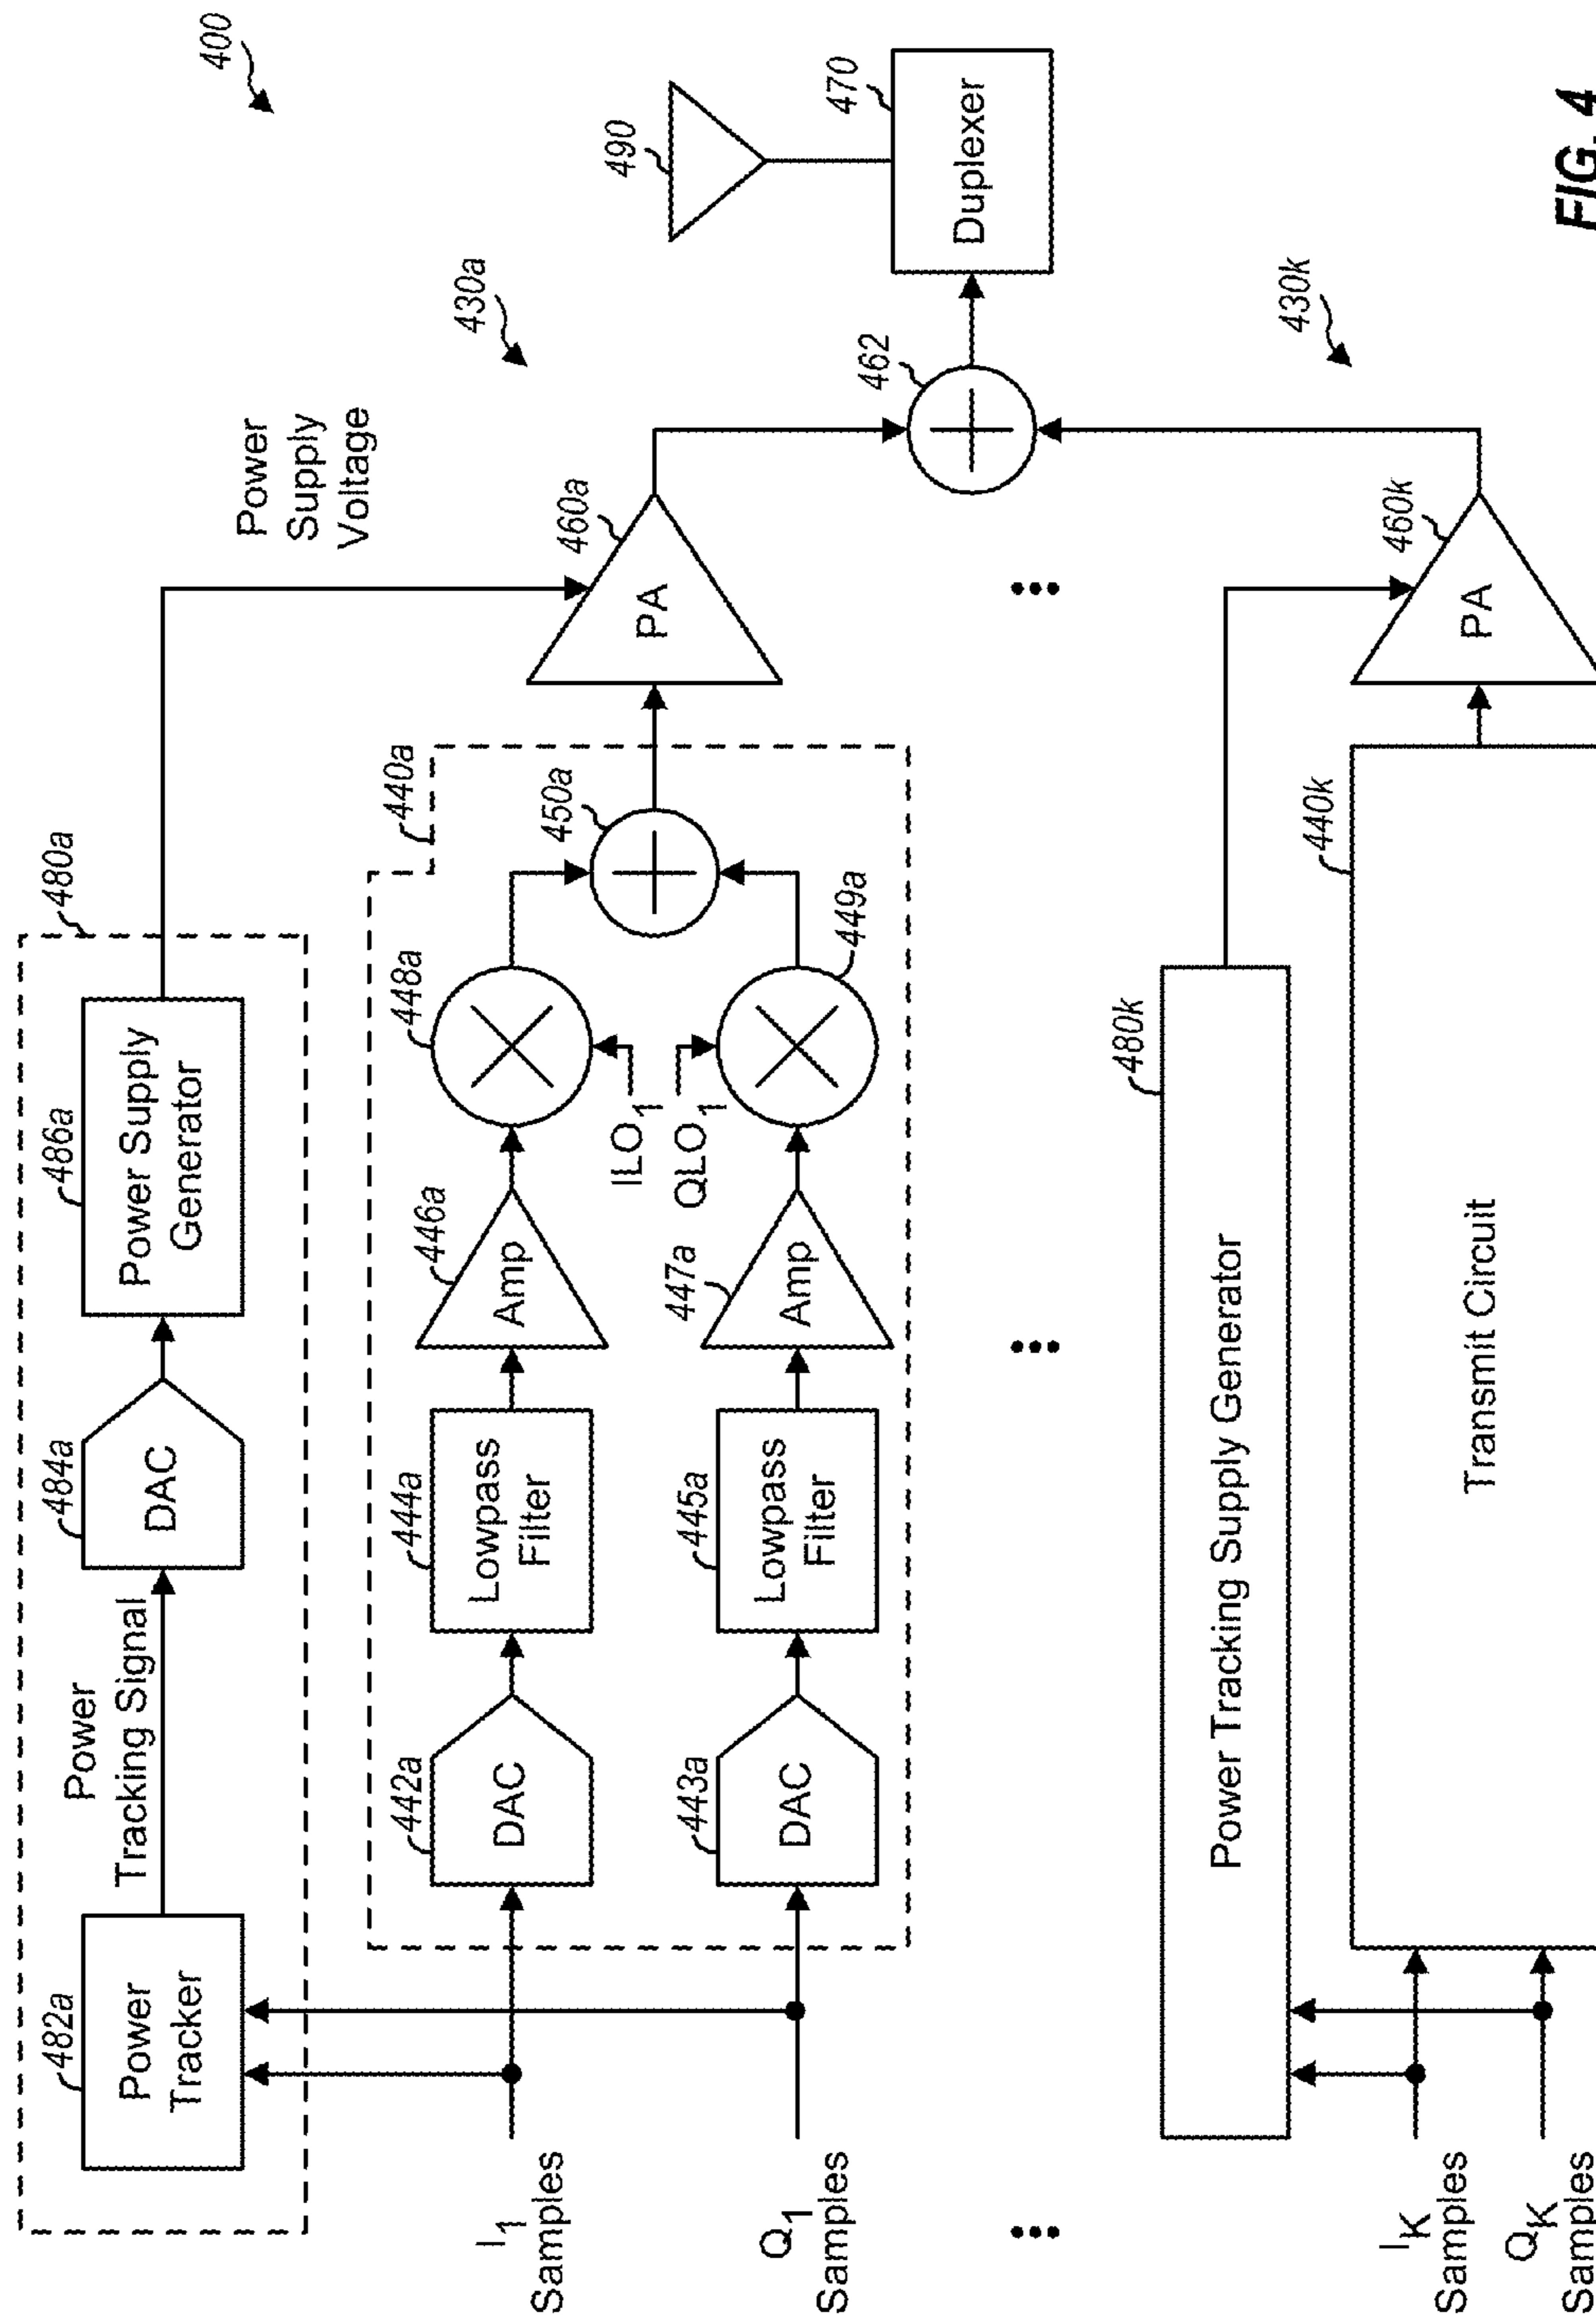 400
480a
482a
Power
Tracker
Power
Tracking Signal
484a
DAC
486a
Power Supply
Generator
Power
Supply
Voltage
430a
440a
I1
Samples
442a
DAC
444a
Lowpass
Filter
446a
Amp
448a
ILO1
QLO1
450a
460a
PA
490
Q1
Samples
443a
DAC
445a
Lowpass
Filter
447a
Amp
449a
462
470
Duplexer
...
...
...
480k
Power Tracking Supply Generator
430k
440k
IK
Samples
QK
Samples
Transmit Circuit
460k
PA
FIG. 4